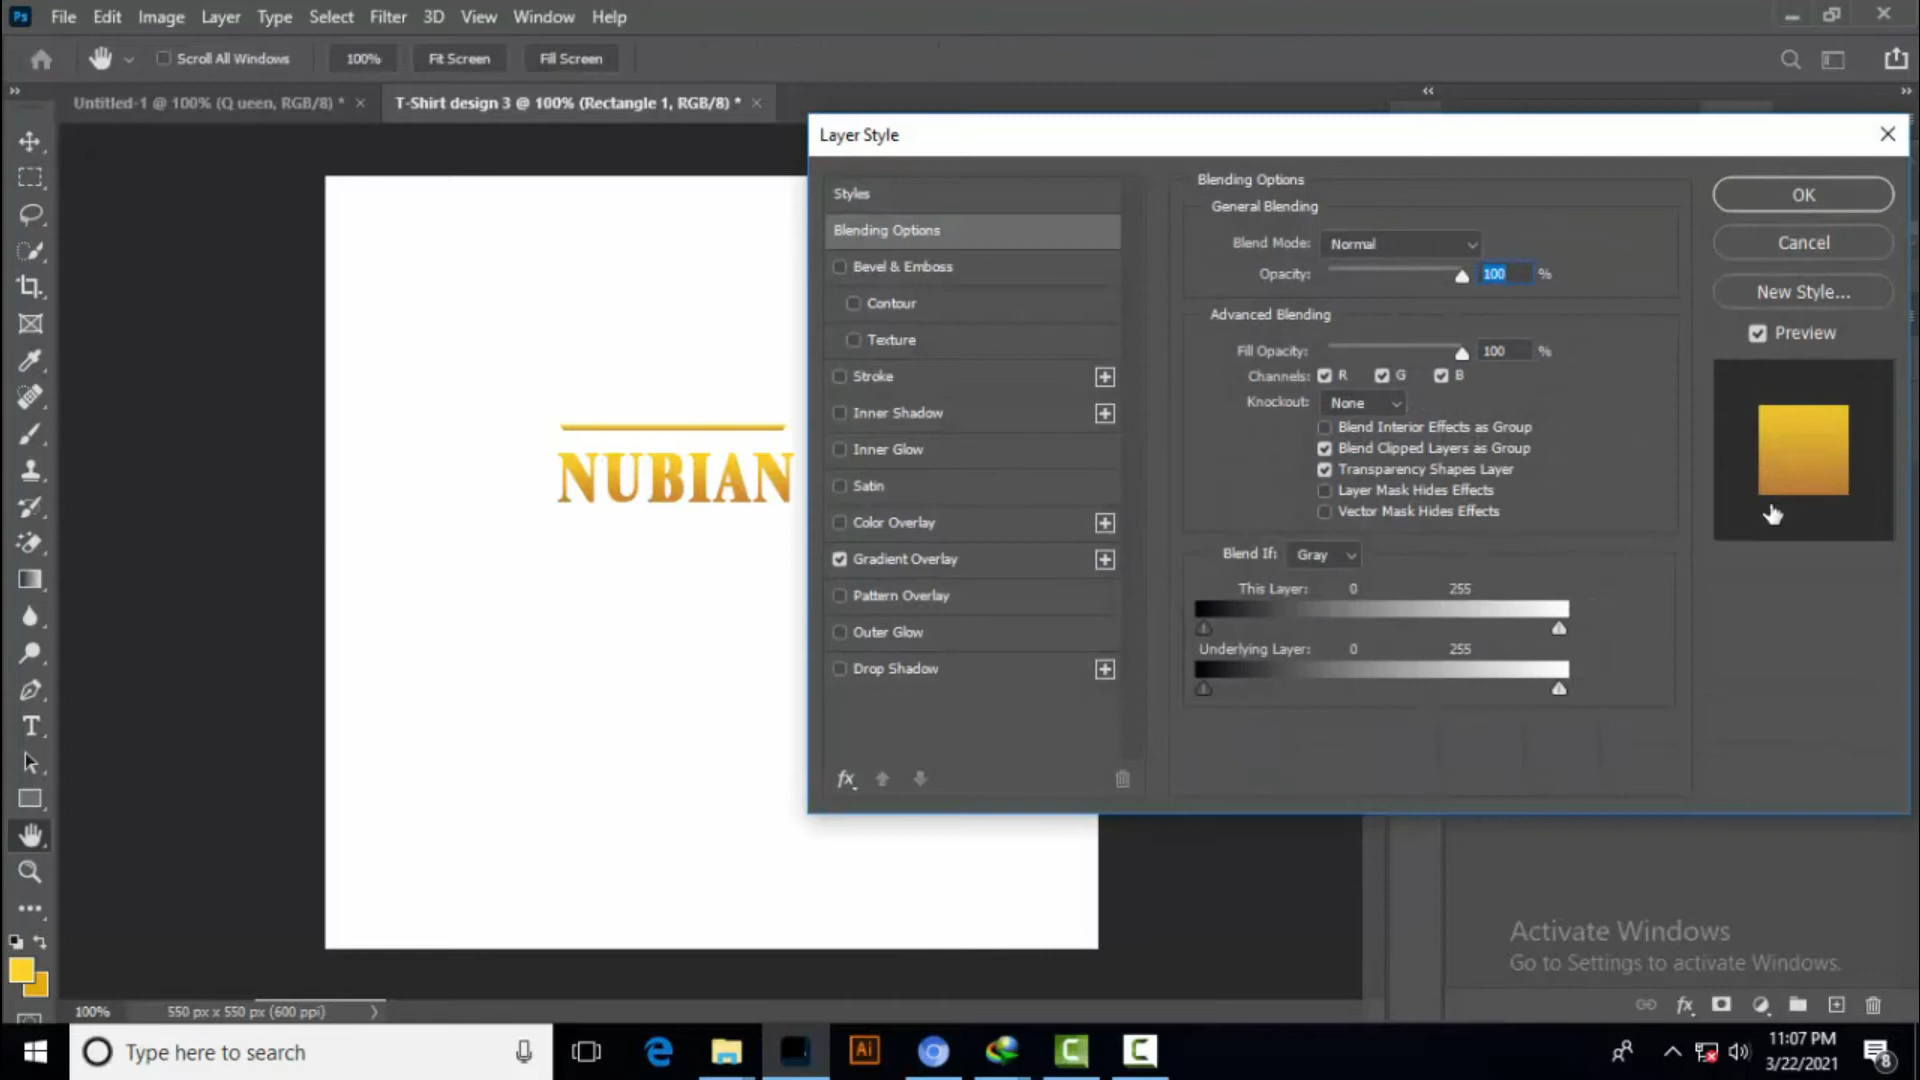 Ps File Edit Image Layer Type Select Filter 3D View Window Help
Scroll All Windows 100% Fit Screen Fill Screen
Untitled-1 @ 100% (Q ueen, RGB/8) * × T-Shirt design 3 @ 100% (Rectangle 1, RGB/8) * ×
Layer Style
Styles
Blending Options
Bevel & Emboss
Contour
Texture
Stroke
Inner Shadow
Inner Glow
Satin
Color Overlay
Gradient Overlay
Pattern Overlay
Outer Glow
Drop Shadow
fx
Blending Options
General Blending
Blend Mode: Normal
Opacity: 100 %
Advanced Blending
Fill Opacity: 100 %
Channels: R G B
Knockout: None
Blend Interior Effects as Group
Blend Clipped Layers as Group
Transparency Shapes Layer
Layer Mask Hides Effects
Vector Mask Hides Effects
Blend If: Gray
This Layer: 0 255
Underlying Layer: 0 255
OK
Cancel
New Style...
Preview
NUBIAN
T
Activate Windows
Go to Settings to activate Windows.
100% 550 px x 550 px (600 ppi)
fx
Type here to search
Ai
C
C
11:07 PM
3/22/2021
8